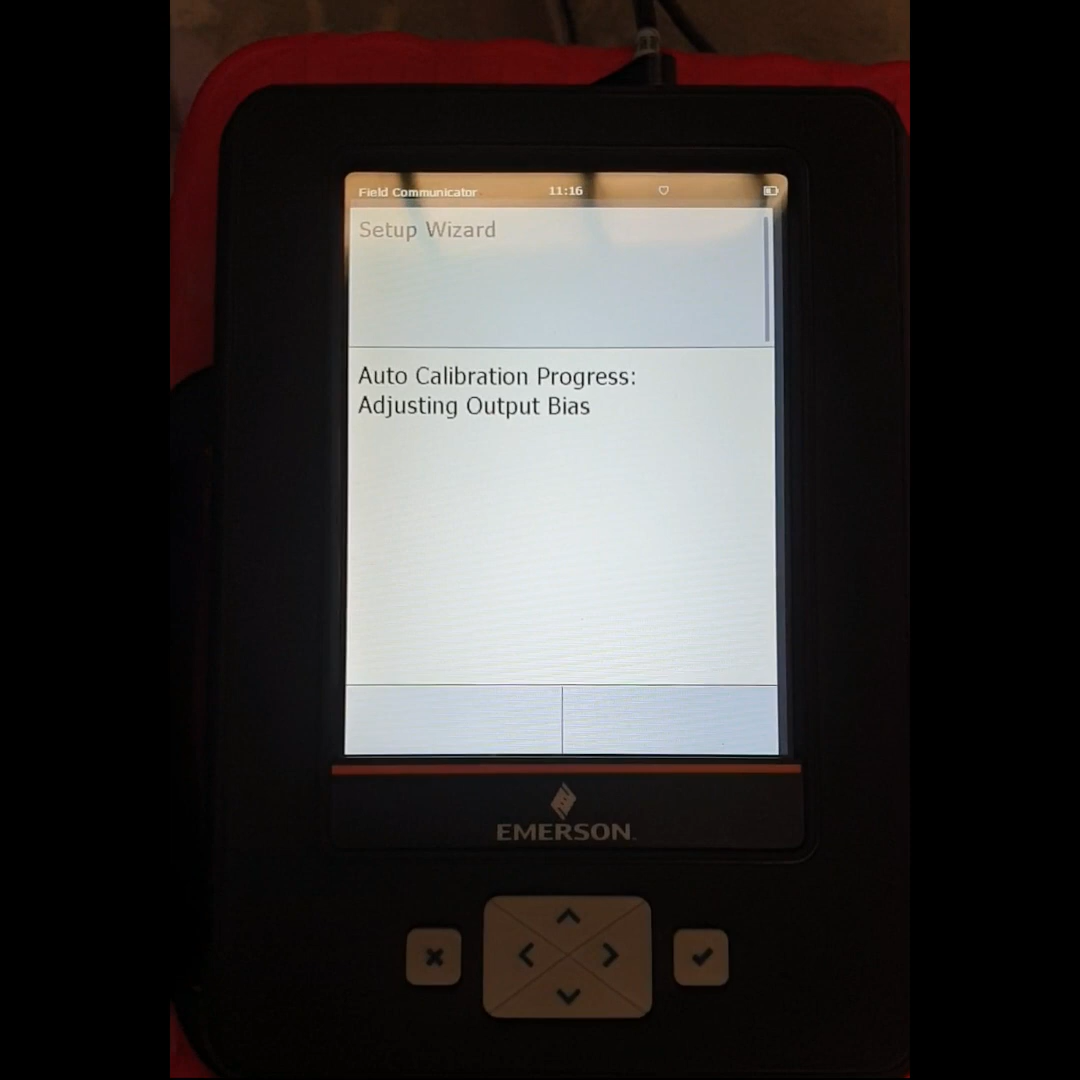 Field Communicator
11:16
Setup Wizard
Auto Calibration Progress:
Adjusting Output Bias
EMERSON